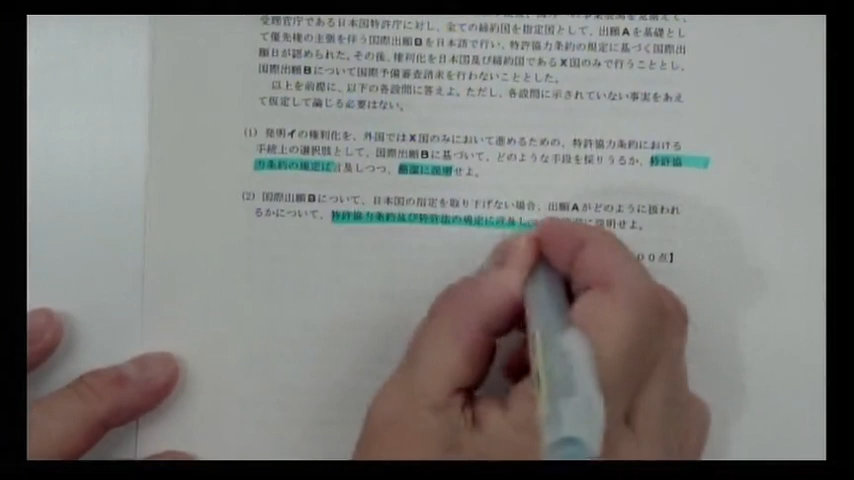 受理官庁である日本国特許庁に対し、全ての締約国を指定国として、出願Aを基礎とし
て優先権の主張を伴う国際出願Bを日本語で行い、特許協力条約の規定に基づく国際出
願日が認められた。その後、権利化を日本国及び締約国であるX国のみで行うこととし、
国際出願Bについて国際予備審査請求を行わないこととした。
以上を前提に、以下の各設問に答えよ。ただし、各設問に示されていない事実をあえ
て仮定して論じる必要はない。
(1) 発明イの権利化を、外国ではX国のみにおいて進めるための、特許協力条約における
手続上の選択肢として、国際出願Bに基づいて、どのような手段を採りうるか、特許協
力条約の規定に言及しつつ、簡潔に説明せよ。
(2) 国際出願Bについて、日本国の指定を取り下げない場合、出願Aがどのように扱われ
るかについて、特許協力条約及び特許法の規定に言及しつ に説明せよ。
００点】